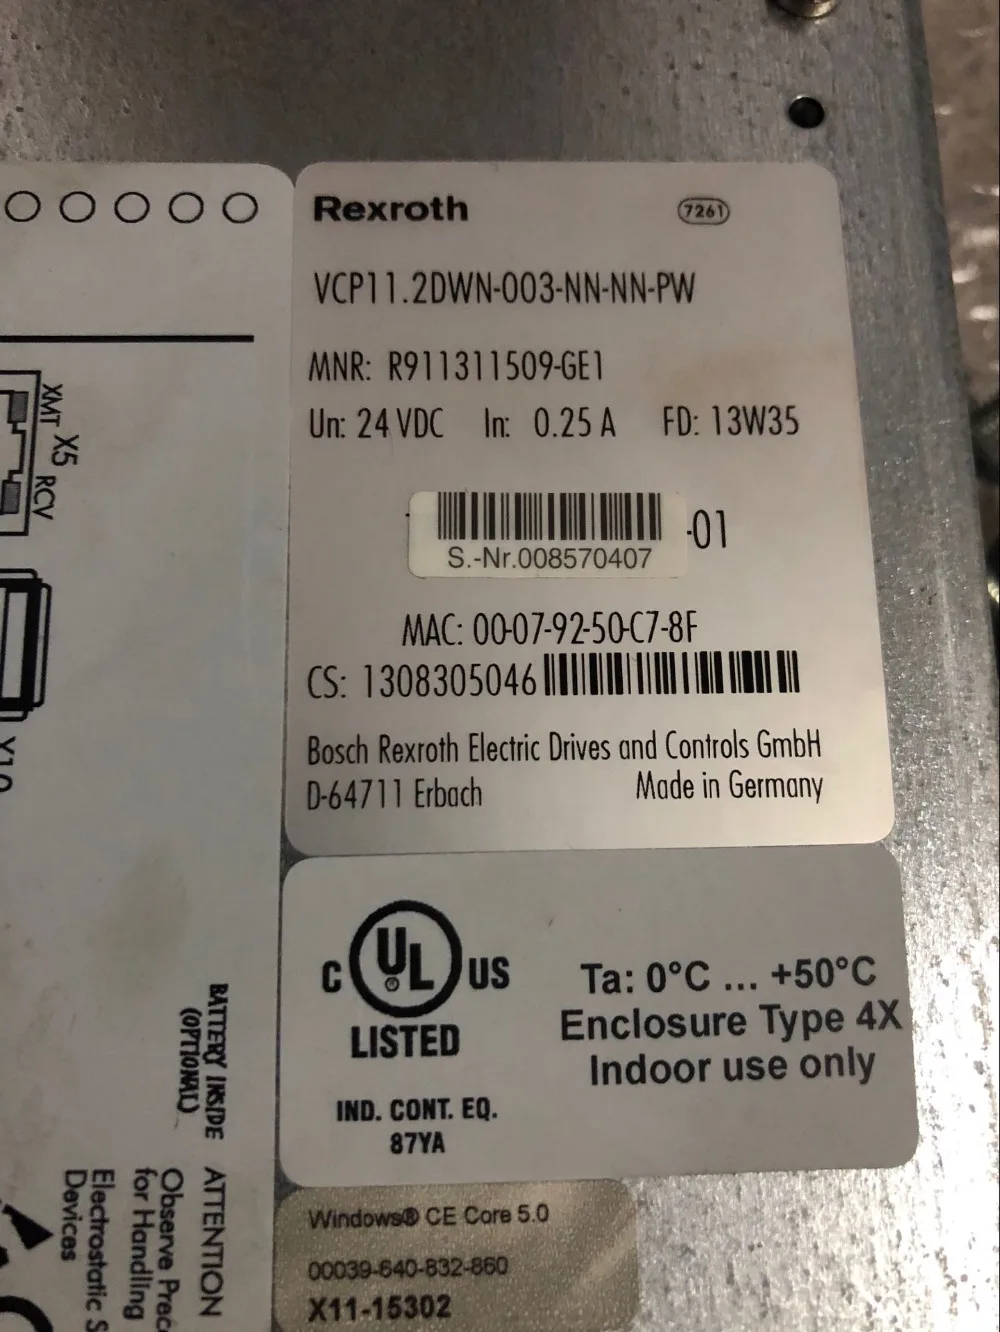 Rexroth 7261
VCP11.2DWN-003-NN-NN-PW
MNR: R911311509-GE1
Un: 24 VDC In: 0.25 A FD: 13W35
S.-Nr.008570407 -01
MAC: 00-07-92-50-C7-8F
CS: 1308305046
Bosch Rexroth Electric Drives and Controls GmbH
D-64711 Erbach Made in Germany
C UL US
LISTED
IND. CONT. EQ.
87YA
Ta: 0°C ... +50°C
Enclosure Type 4X
Indoor use only
Windows® CE Core 5.0
00039-640-832-860
X11-15302
XMT X5 RCV
BATTERY INSIDE
(OPTIONAL)
ATTENTION
Observe
for Handling
Electrostatic
Devices